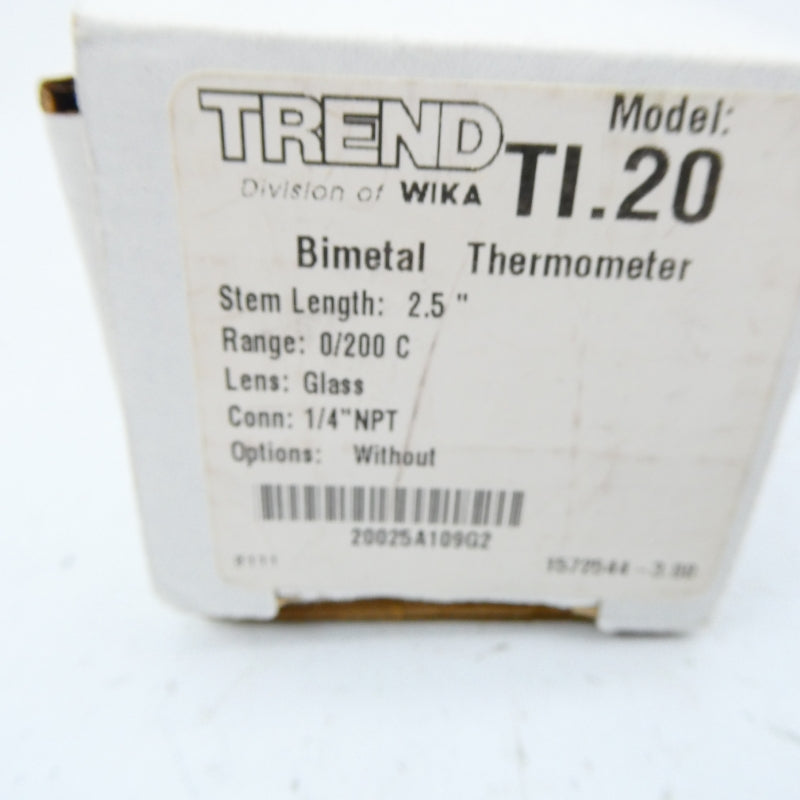 TREND
Model:
Division of WIKA
TI.20
Bimetal Thermometer
Stem Length: 2.5 "
Range: 0/200 C
Lens: Glass
Conn: 1/4"NPT
Options: Without
20025A109G2